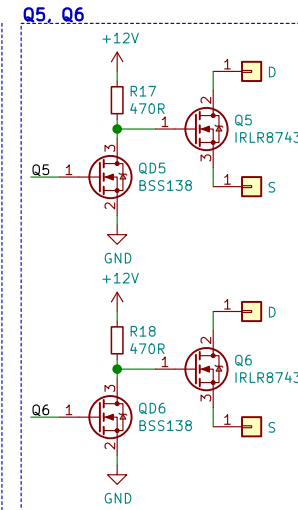 Q5, Q6
+12V
1
D
R17
470R
2
1
Q5
IRLR8743
3
3
Q5
1
QD5
BSS138
1
S
2
GND
+12V
1
D
R18
470R
2
1
Q6
IRLR8743
3
3
Q6
1
QD6
BSS138
1
S
2
GND